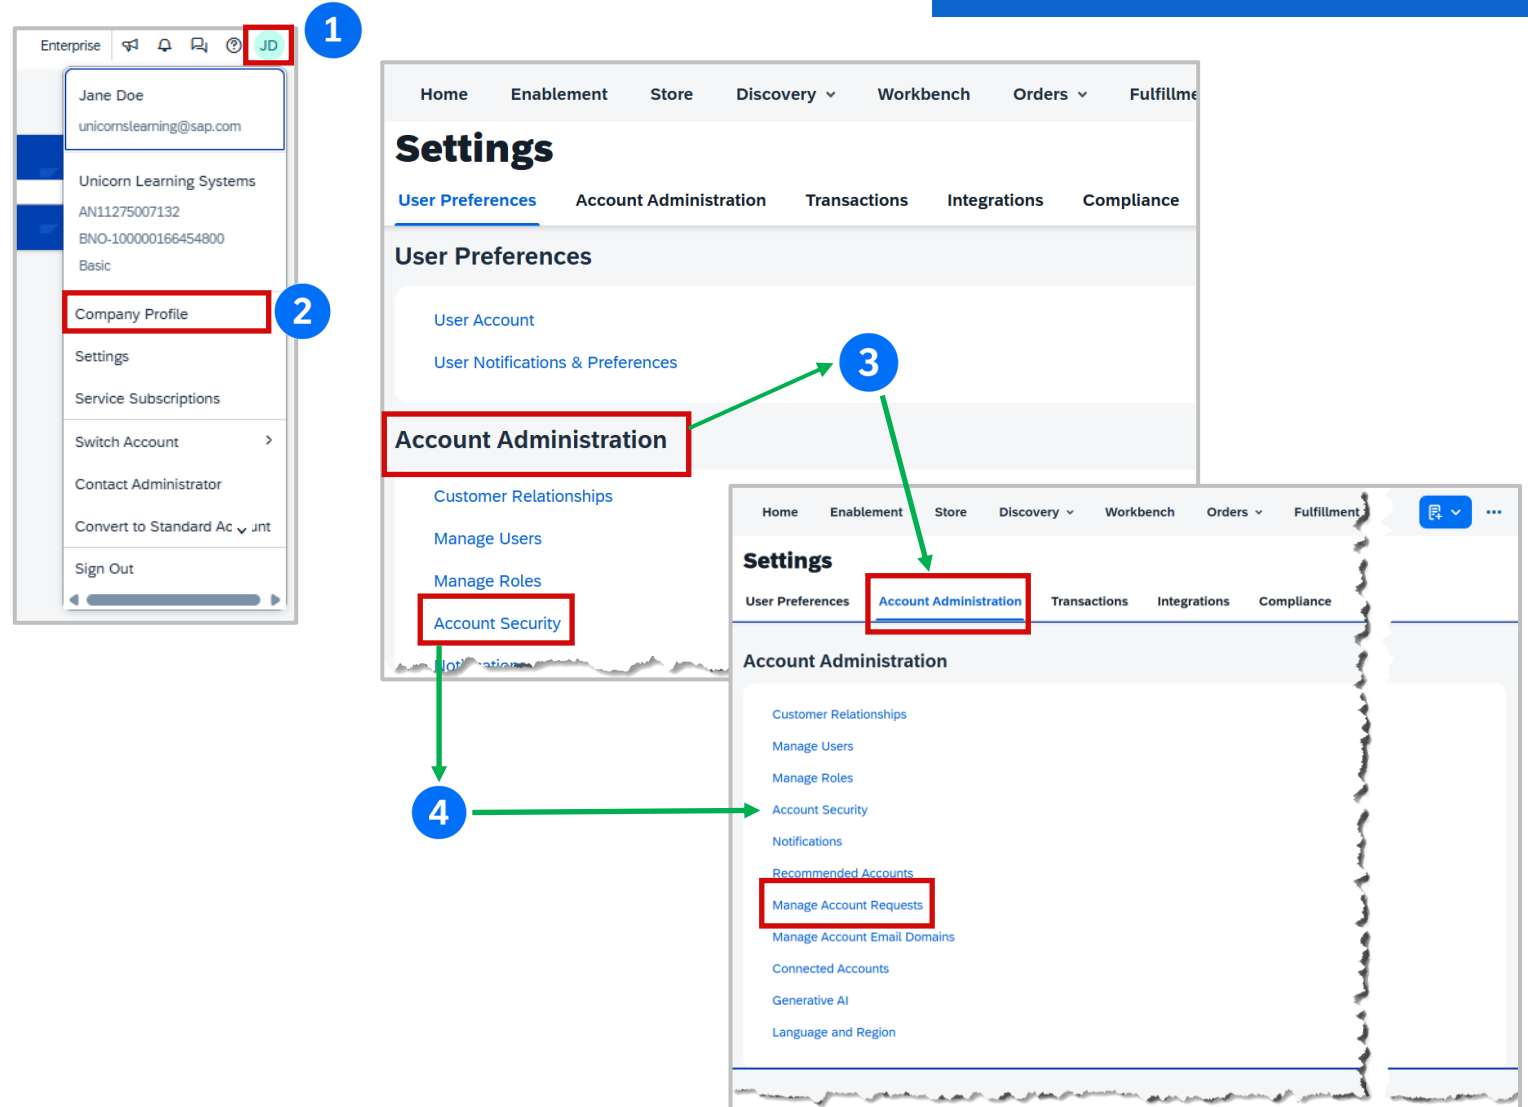 1
Enterprise
JD
Jane Doe
unicornslearning@sap.com
Unicorn Learning Systems
AN11275007132
BNO-100000166454800
Basic
Company Profile
2
Settings
Service Subscriptions
Switch Account
Contact Administrator
Convert to Standard
Sign Out
Home Enablement Store Discovery Workbench Orders
Settings
User Preferences Account Administration Transactions Integrations Compliance
User Preferences
User Account
User Notifications & Preferences
3
Account Administration
Customer Relationships
Manage Users
Manage Roles
Account Security
4
Home Enablement Store Discovery Workbench Orders Fulfillment
Settings
User Preferences Account Administration Transactions Integrations Compliance
Account Administration
Customer Relationships
Manage Users
Manage Roles
Account Security
Notifications
Recommended Accounts
Manage Account Requests
Manage Account Email Domains
Connected Accounts
Generative AI
Language and Region